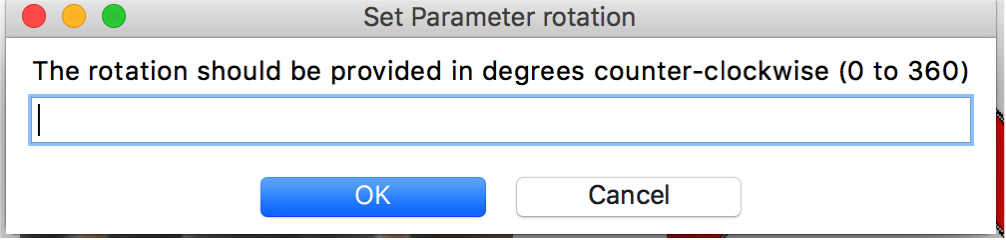 Set Parameter rotation
The rotation should be provided in degrees counter-clockwise (0 to 360)
OK
Cancel